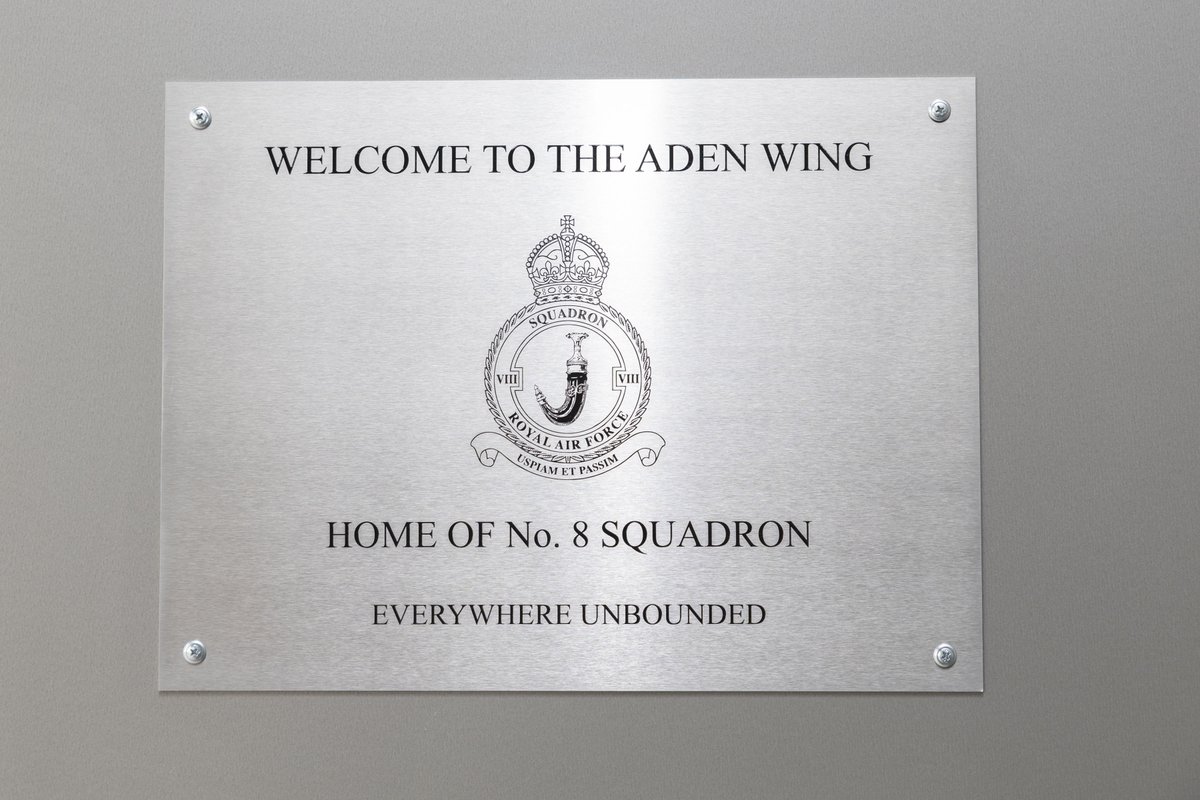 WELCOME TO THE ADEN WING
SQUADRON
VIII VIII
ROYAL AIR FORCE
USPIAM ET PASSIM
HOME OF No. 8 SQUADRON
EVERYWHERE UNBOUNDED